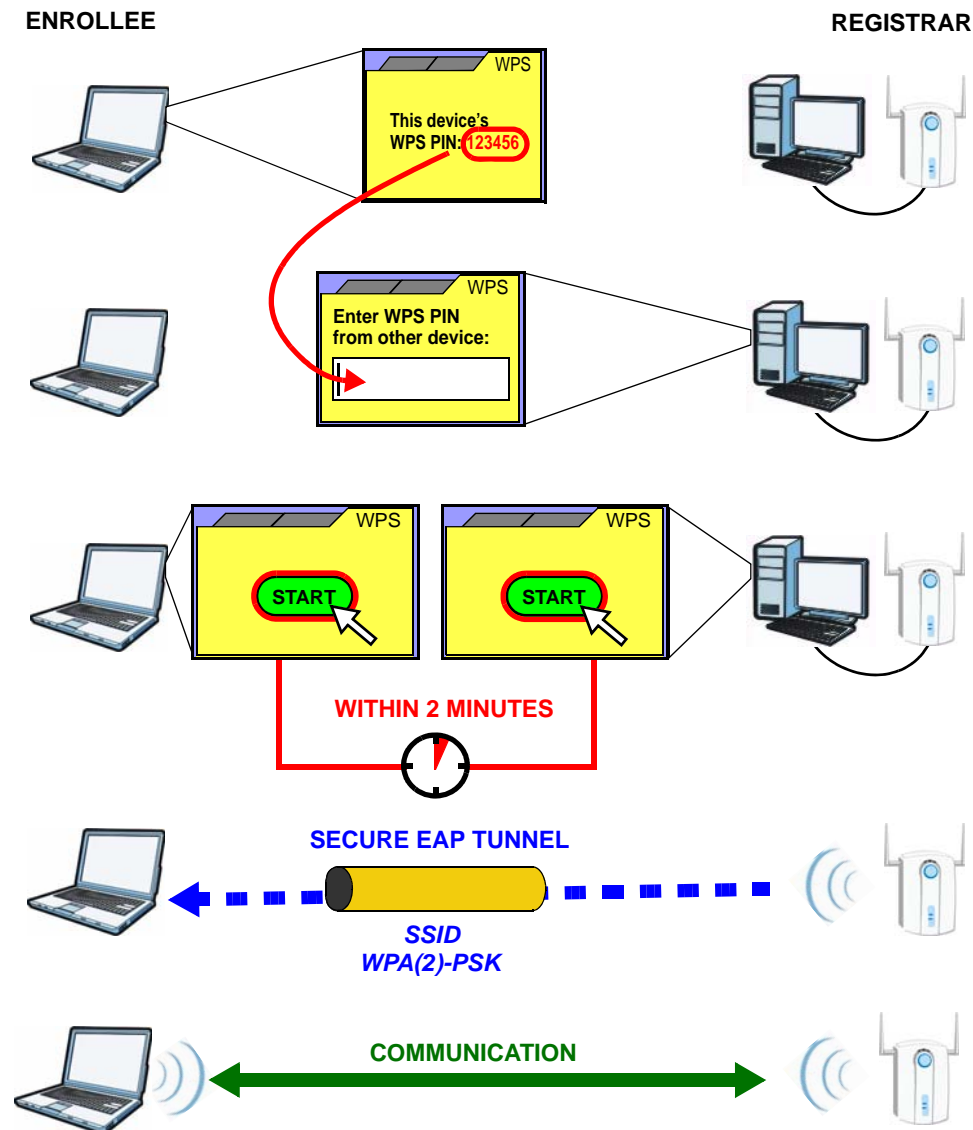 ENROLLEE
REGISTRAR
WPS
This device's
WPS PIN: 123456
WPS
Enter WPS PIN
from other device:
WPS
START
WPS
START
WITHIN 2 MINUTES
SECURE EAP TUNNEL
SSID
WPA(2)-PSK
COMMUNICATION